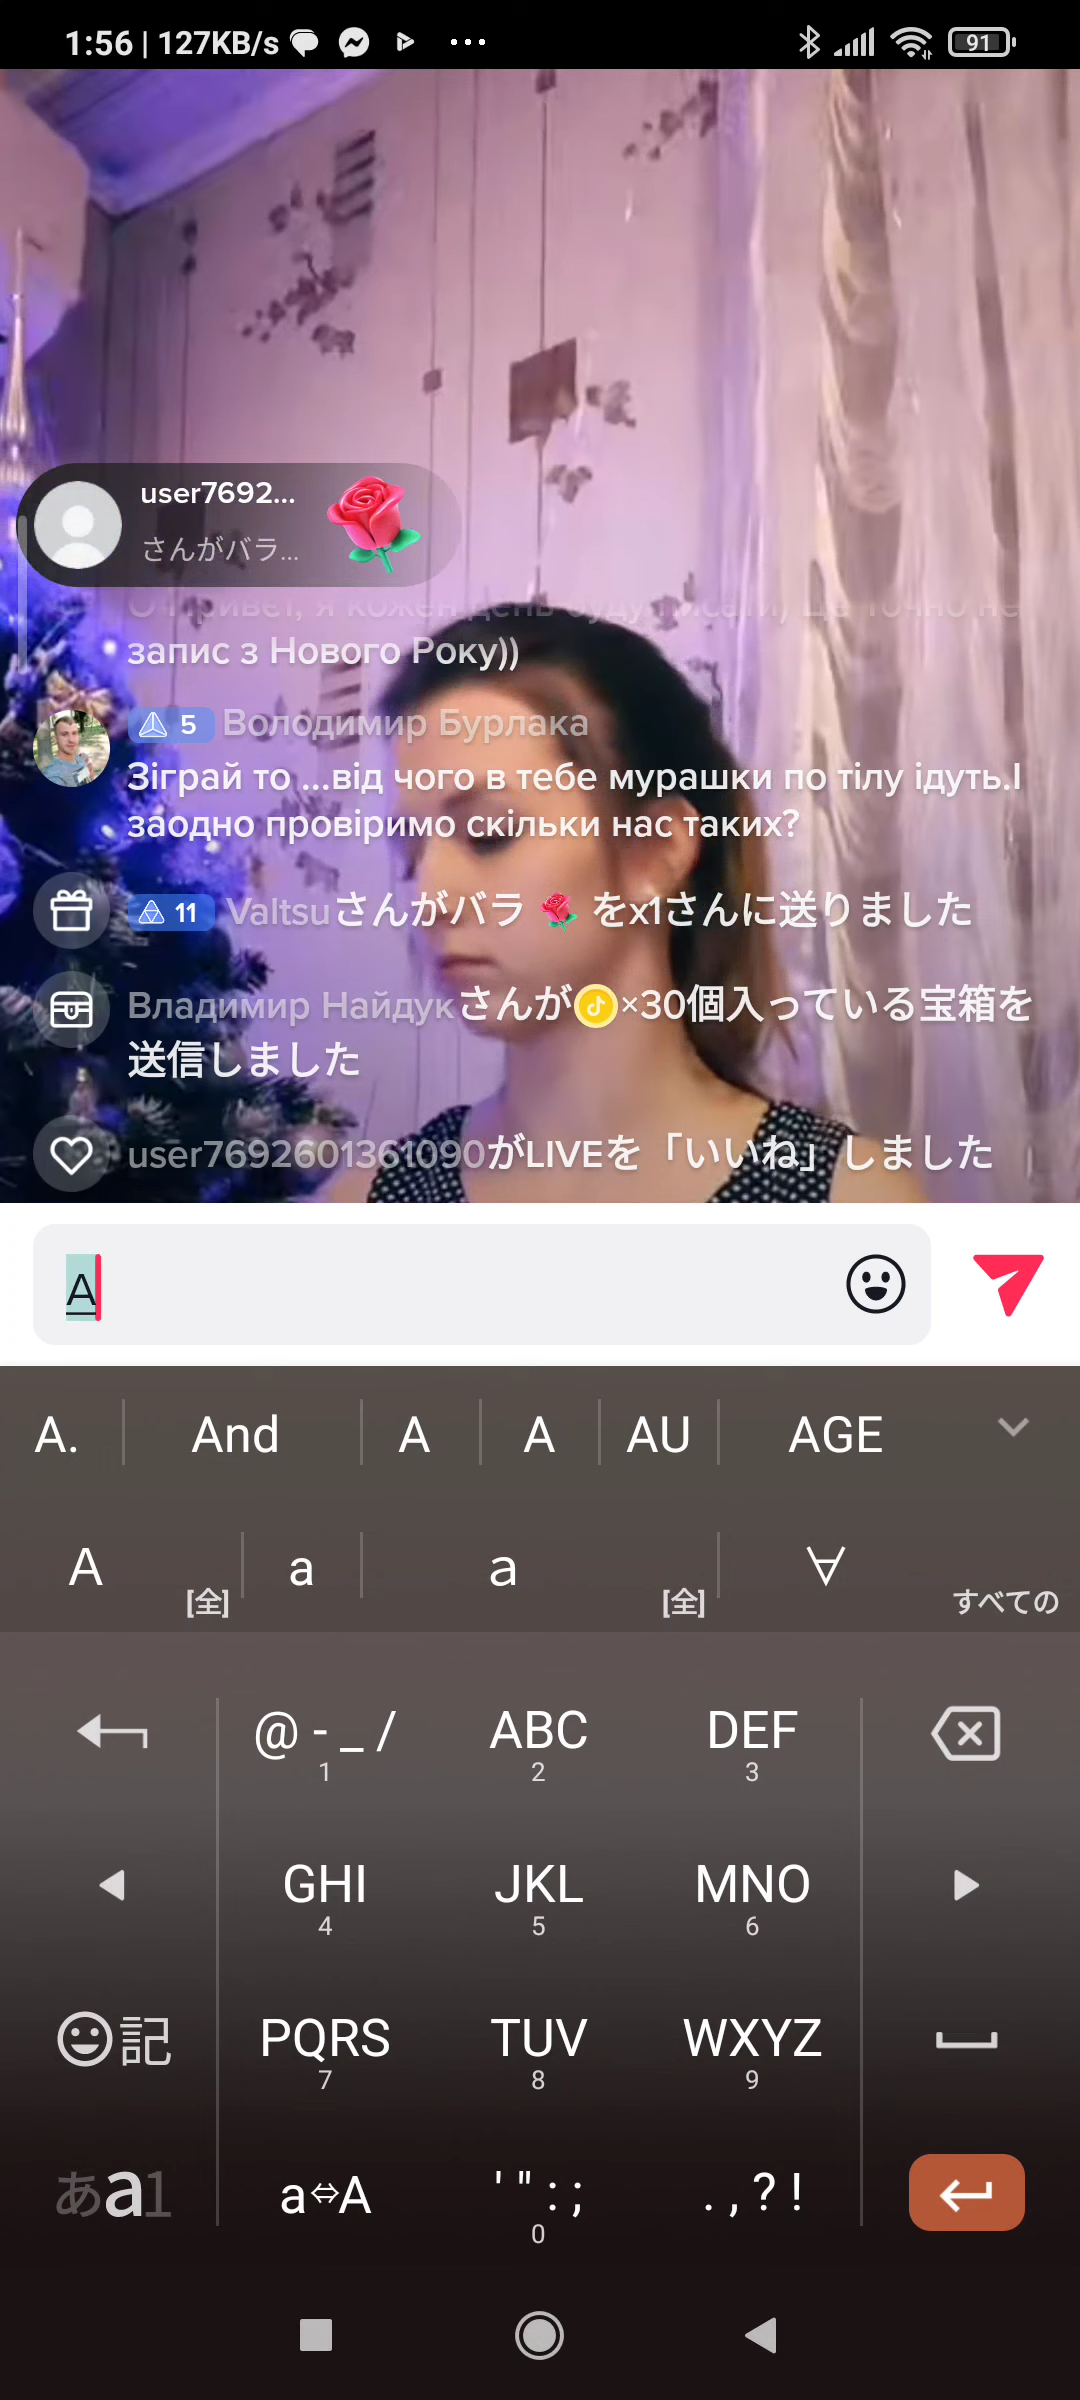 1:56 | 127KB/s
91
user7692...
さんがバラ...
запис з Нового Року))
5 Володимир Бурлака
Зіграй то ...від чого в тебе мурашки по тілу ідуть.І
заодно провіримо скільки нас таких?
11 Valtsuさんがバラ 🌹 をx1さんに送りました
Владимир Найдукさんが×30個入っている宝箱を
送信しました
user7692601361090がLIVEを「いいね」しました
A
A. And A A AU AGE
A [全] a a [全] ∀ すべての
@ - _ / ABC DEF
1 2 3
GHI JKL MNO
4 5 6
記 PQRS TUV WXYZ
7 8 9
あa1 a⇔A ' " : ; . , ? !
0